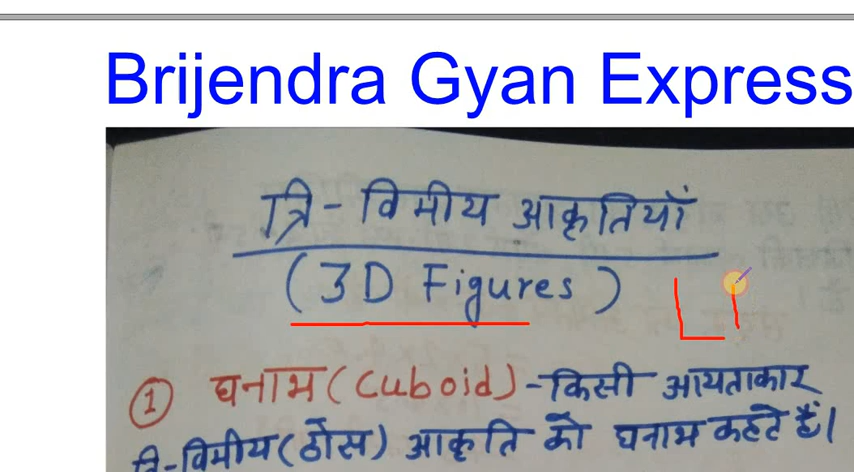 Brijendra Gyan Express
त्रि-विमीय आकृतियाँ
(3D Figures)
① घनाभ (Cuboid) - किसी आयताकार
त्रि-विमीय (ठोस) आकृति को घनाभ कहते हैं।